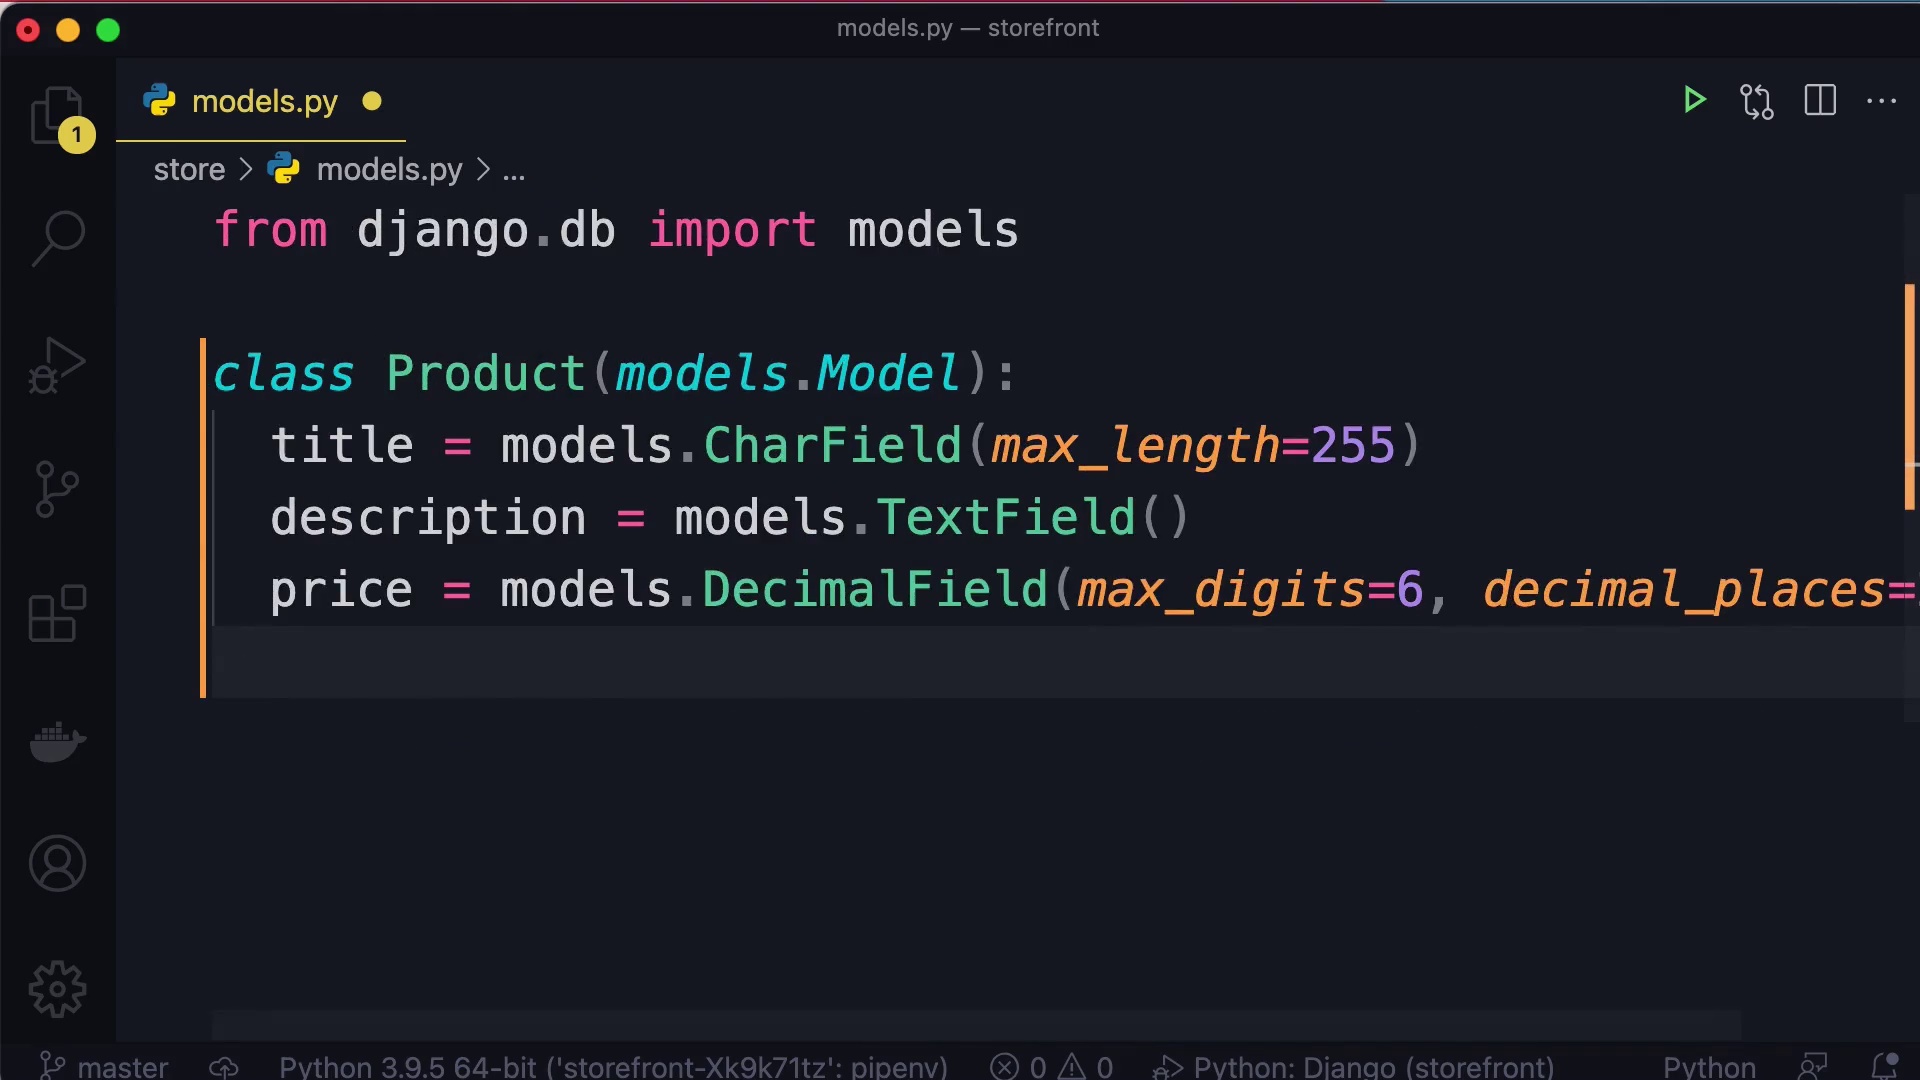 models.py — storefront
models.py
1
store > models.py > ...
from django.db import models
class Product(models.Model):
title = models.CharField(max_length=255)
description = models.TextField()
price = models.DecimalField(max_digits=6, decimal_places=
master Python 3.9.5 64-bit ('storefront-Xk9k71tz': pipenv) 0 0 Python: Django (storefront) Python